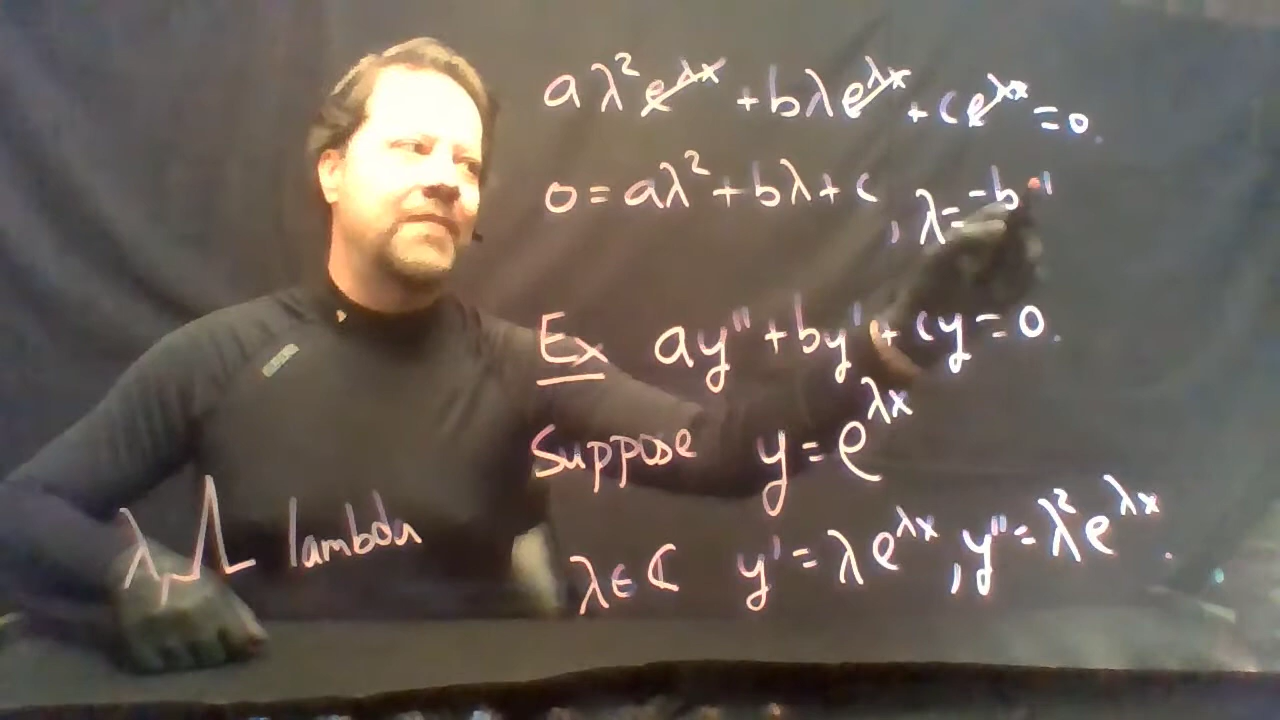 aλ²e^λx + bλe^λx + ce^λx = 0.
0 = aλ² + bλ + c , λ = -b
Ex ay'' + by' + cy = 0.
Suppose y = e^λx
λ ∈ ℂ y' = λe^λx , y'' = λ²e^λx .
λ, Λ lambda